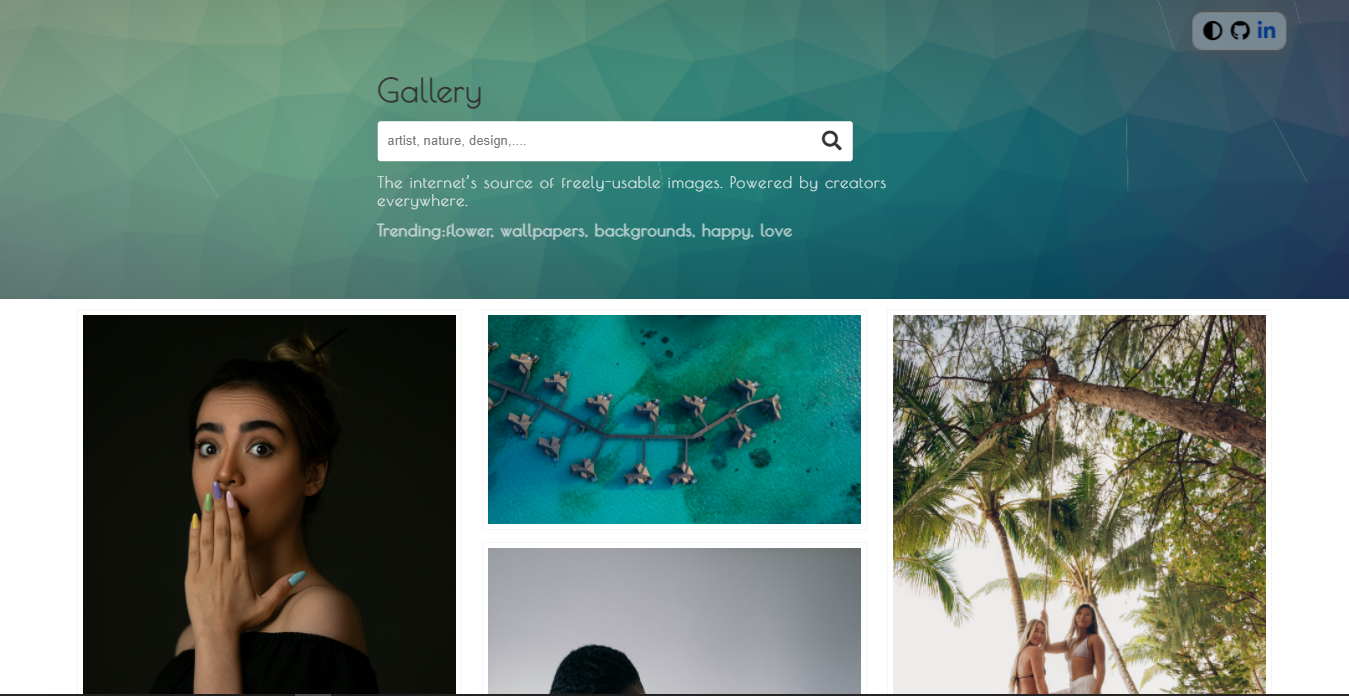 in
Gallery
artist, nature, design,....
The internet's source of freely-usable images. Powered by creators
everywhere.
Trending:flower, wallpapers, backgrounds, happy, love